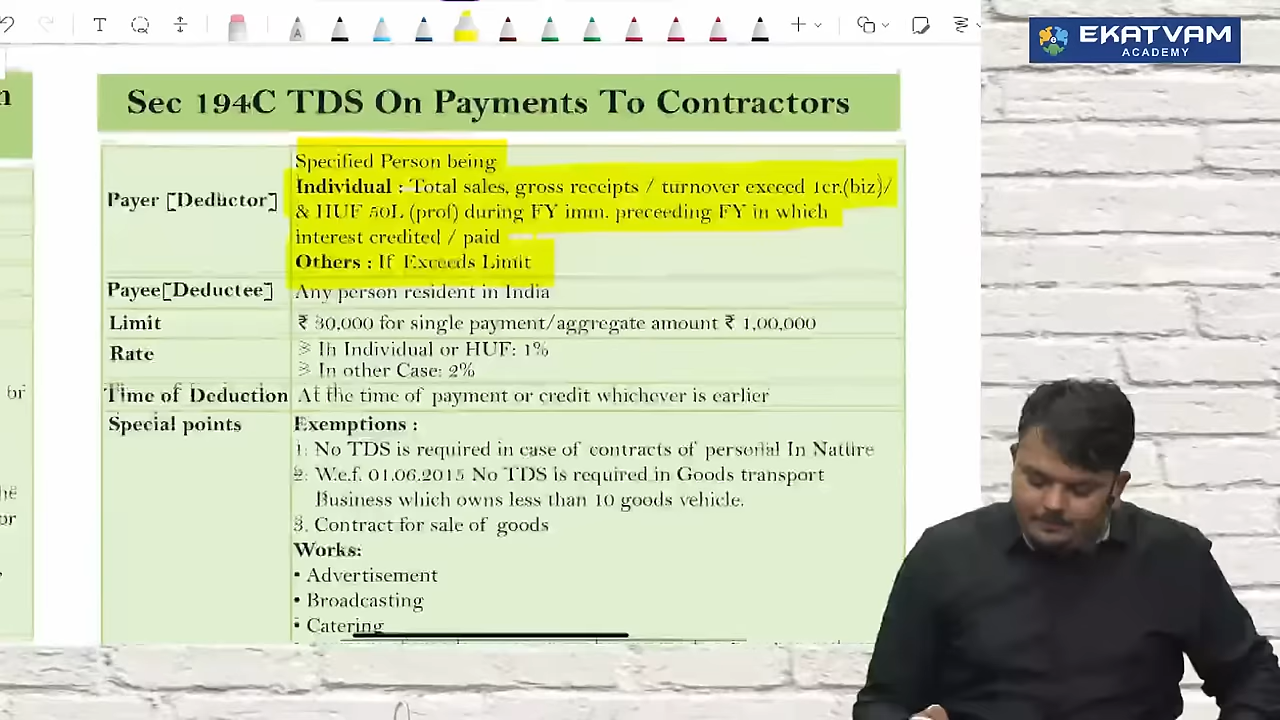 EKATVAM
ACADEMY
n
Sec 194C TDS On Payments To Contractors
Payer [Deductor]
Specified Person being
Individual : Total sales, gross receipts / turnover exceed 1cr.(biz)/
& HUF 50L (prof) during FY imm. preceeding FY in which
interest credited / paid
Others : If Exceeds Limit
Payee[Deductee] Any person resident in India
Limit ₹ 30,000 for single payment/aggregate amount ₹ 1,00,000
Rate
> In Individual or HUF: 1%
> In other Case: 2%
Time of Deduction At the time of payment or credit whichever is earlier
Special points
Exemptions :
1. No TDS is required in case of contracts of personal In Nature
2. W.e.f. 01.06.2015 No TDS is required in Goods transport
Business which owns less than 10 goods vehicle.
3. Contract for sale of goods
Works:
• Advertisement
• Broadcasting
• Catering
or
he
or